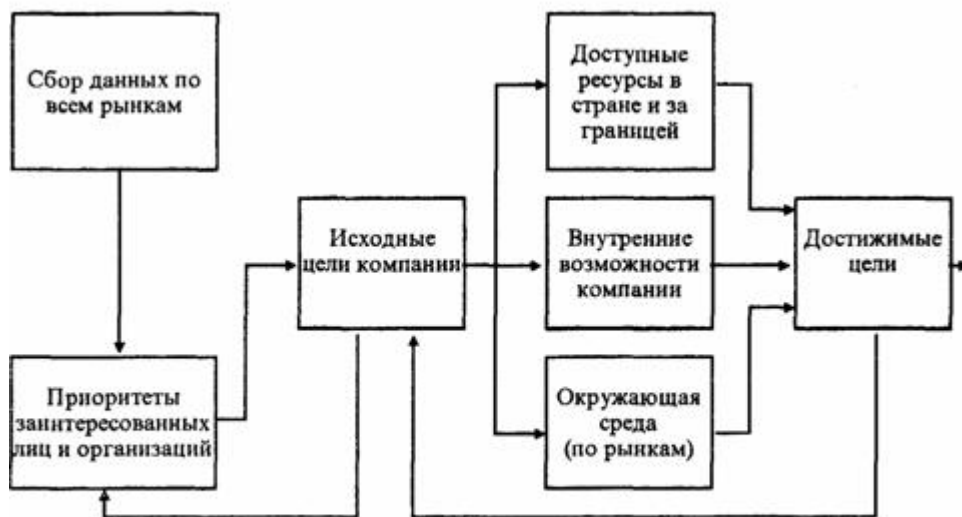 Сбор данных по
всем рынкам
Приоритеты
заинтересованных
лиц и организаций
Исходные
цели компании
Доступные
ресурсы в
стране и за
границей
Внутренние
возможности
компании
Окружающая
среда
(по рынкам)
Достижимые
цели